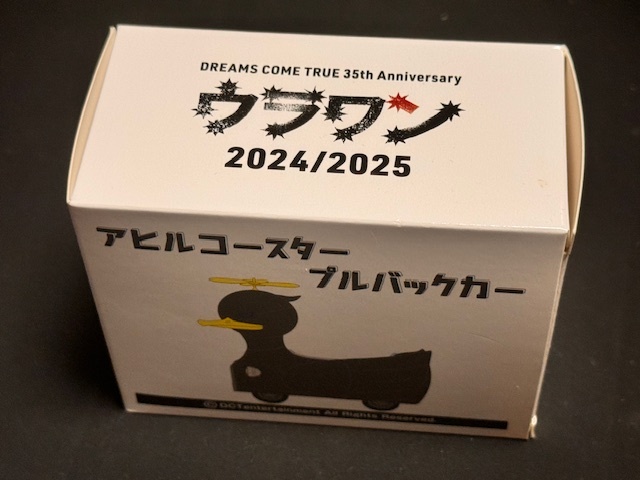 DREAMS COME TRUE 35th Anniversary
ウラワン
2024/2025
アヒルコースター
プルバックカー
©DCTentertainment All Rights Reserved.